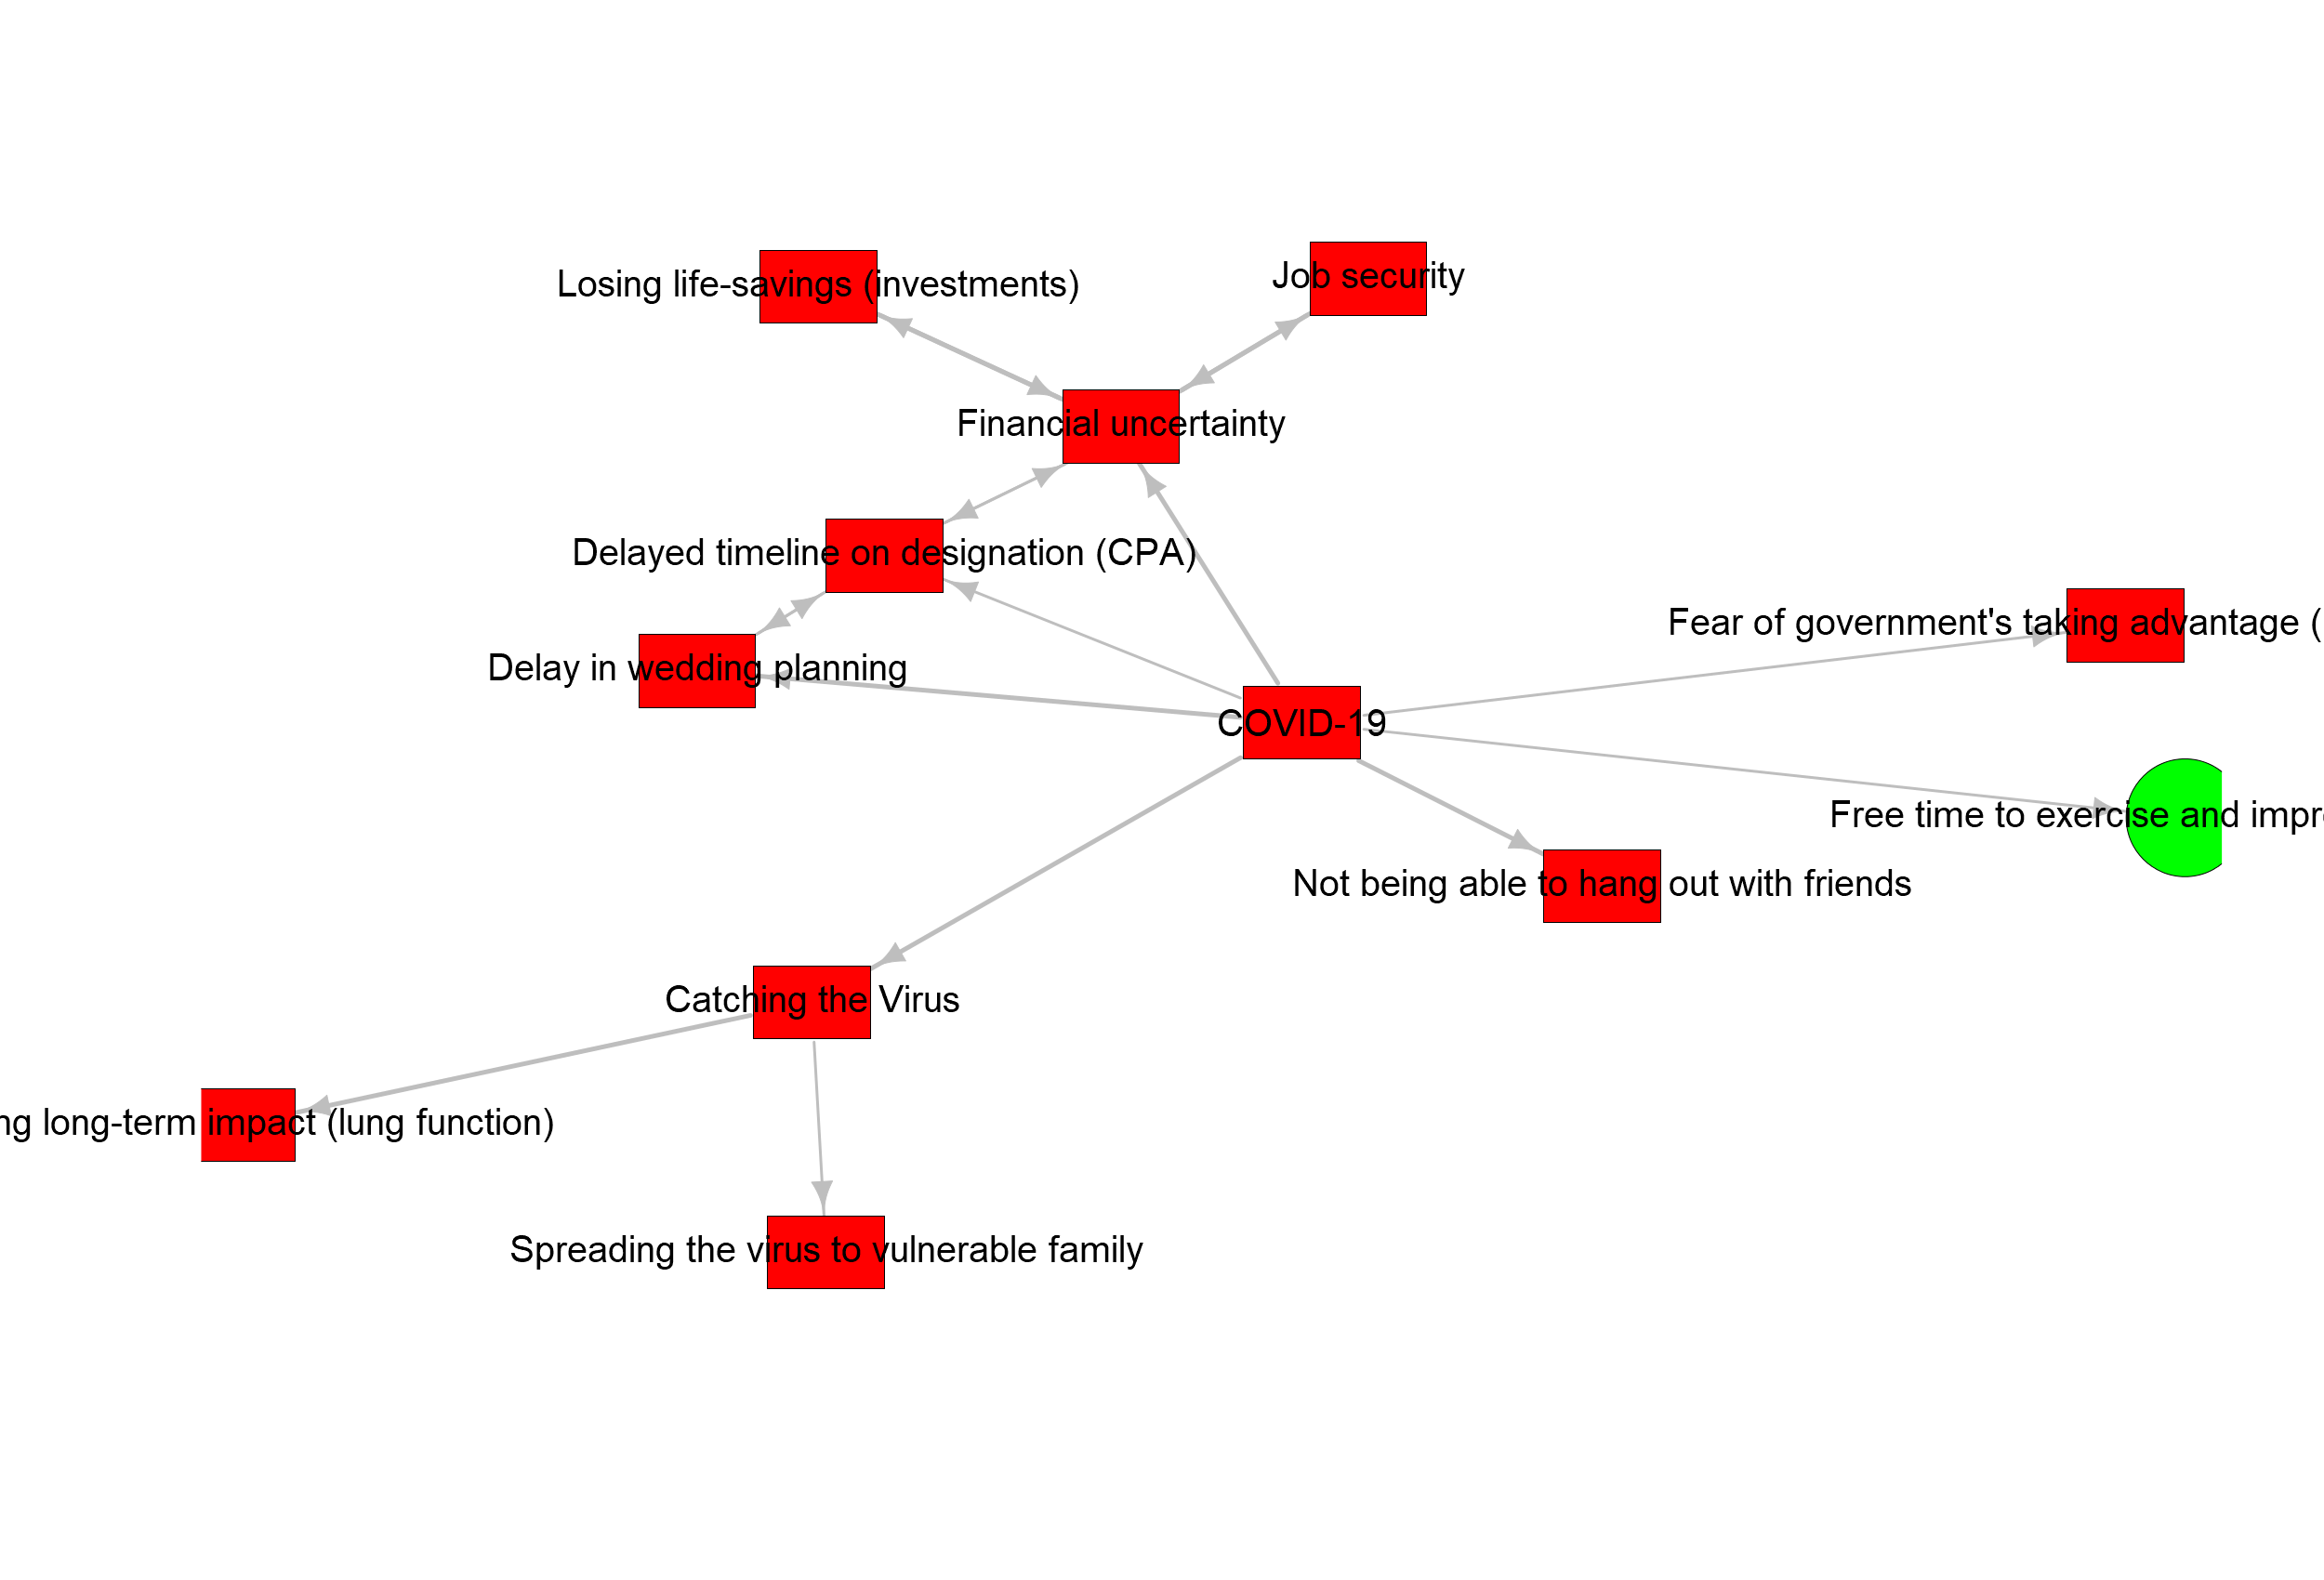 Job security
Losing life-savings (investments)
Financial uncertainty
Delayed timeline on designation (CPA)
Fear of government's taking advantage (
Delay in wedding planning
COVID-19
Free time to exercise and
Not being able to hang out with friends
Catching the Virus
long-term impact (lung function)
Spreading the virus to vulnerable family